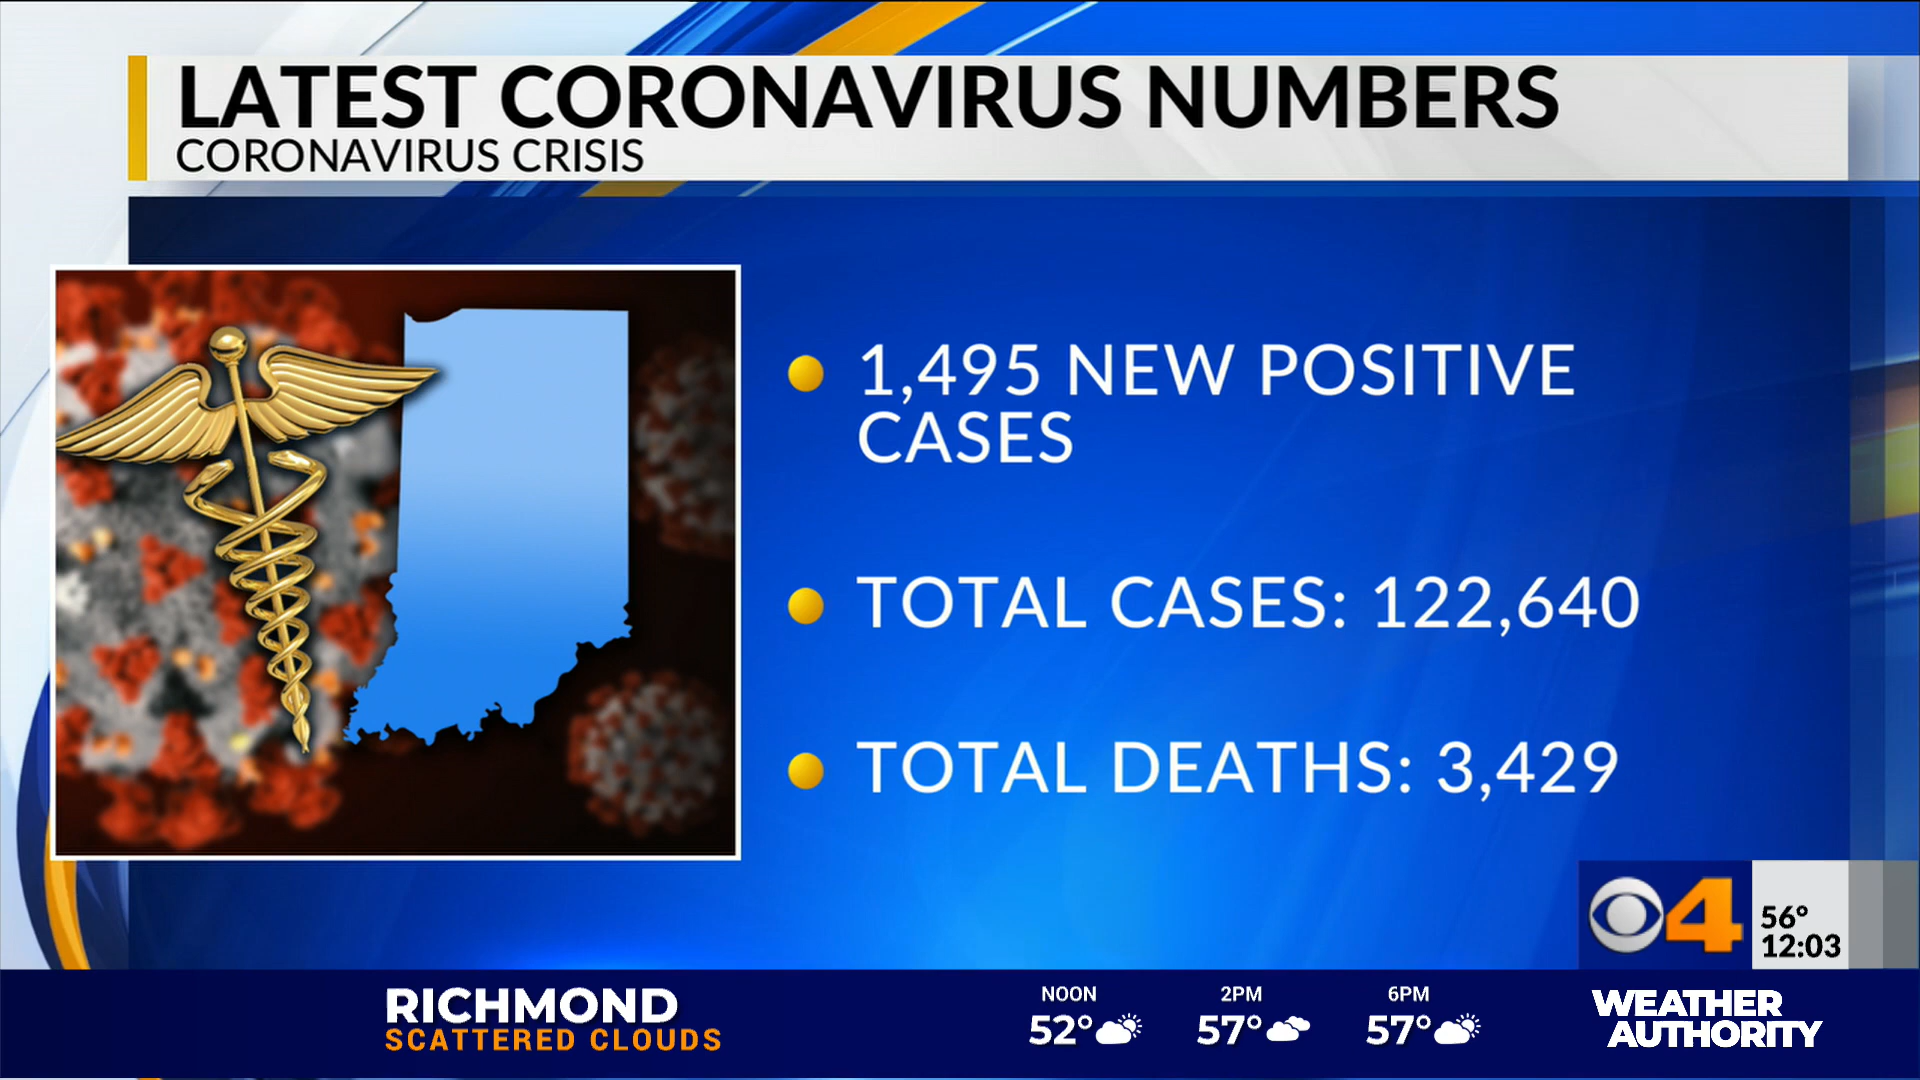 LATEST CORONAVIRUS NUMBERS
CORONAVIRUS CRISIS
1,495 NEW POSITIVE
CASES
TOTAL CASES: 122,640
TOTAL DEATHS: 3,429
4
56°
12:03
RICHMOND
SCATTERED CLOUDS
NOON
52°
2PM
57°
6PM
57°
WEATHER
AUTHORITY